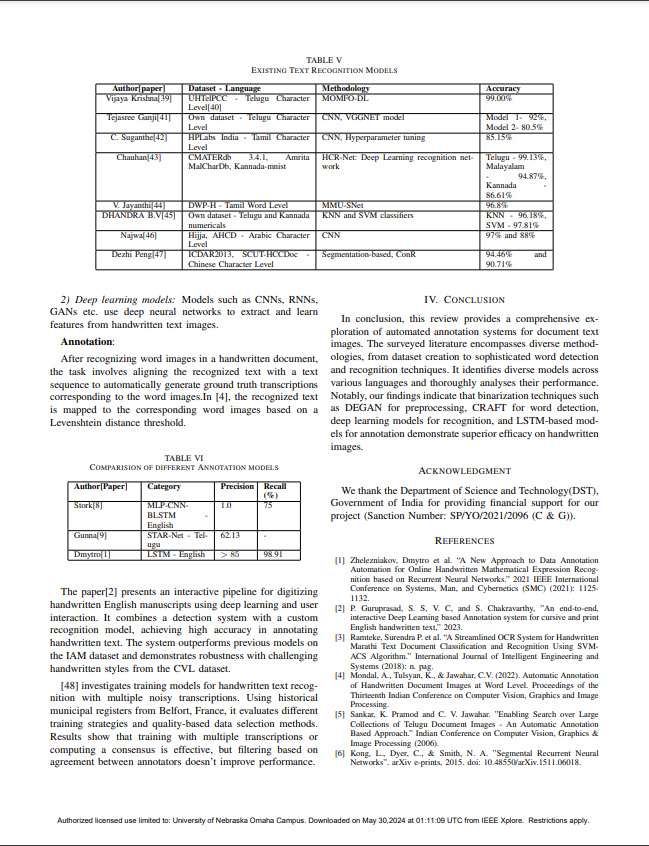 TABLE V
EXISTING TEXT RECOGNITION MODELS
Author[paper] Dataset - Language Methodology Accuracy
Vijaya Krishna[39] UHTelPCC - Telugu Character Level[40] MOMFO-DL 99.00%
Tejasree Ganji[41] Own dataset - Telugu Character Level CNN, VGGNET model Model 1- 92%, Model 2- 80.5%
C. Suganthe[42] HPLabs India - Tamil Character Level CNN, Hyperparameter tuning 85.15%
Chauhan[43] CMATERdb 3.4.1, Amrita MalCharDb, Kannada-mnist HCR-Net: Deep Learning recognition net-work Telugu - 99.13%, Malayalam - 94.87%, Kannada - 86.61%
V. Jayanthi[44] DWP-H - Tamil Word Level MMU-SNet 96.8%
DHANDRA B.V[45] Own dataset - Telugu and Kannada numericals KNN and SVM classifiers KNN - 96.18%, SVM - 97.81%
Najwa[46] Hijja, AHCD - Arabic Character Level CNN 97% and 88%
Dezhi Peng[47] ICDAR2013, SCUT-HCCDoc - Chinese Character Level Segmentation-based, ConR 94.46% and 90.71%
2) Deep learning models: Models such as CNNs, RNNs,
GANs etc. use deep neural networks to extract and learn
features from handwritten text images.
Annotation:
After recognizing word images in a handwritten document,
the task involves aligning the recognized text with a text
sequence to automatically generate ground truth transcriptions
corresponding to the word images.In [4], the recognized text
is mapped to the corresponding word images based on a
Levenshtein distance threshold.
TABLE VI
COMPARISION OF DIFFERENT ANNOTATION MODELS
Author[Paper] Category Precision Recall (%)
Stork[8] MLP-CNN-BLSTM - English 1.0 75
Gunna[9] STAR-Net - Tel-ugu 62.13 -
Dmytro[1] LSTM - English > 85 98.91
The paper[2] presents an interactive pipeline for digitizing
handwritten English manuscripts using deep learning and user
interaction. It combines a detection system with a custom
recognition model, achieving high accuracy in annotating
handwritten text. The system outperforms previous models on
the IAM dataset and demonstrates robustness with challenging
handwritten styles from the CVL dataset.
[48] investigates training models for handwritten text recog-
nition with multiple noisy transcriptions. Using historical
municipal registers from Belfort, France, it evaluates different
training strategies and quality-based data selection methods.
Results show that training with multiple transcriptions or
computing a consensus is effective, but filtering based on
agreement between annotators doesn't improve performance.
IV. CONCLUSION
In conclusion, this review provides a comprehensive ex-
ploration of automated annotation systems for document text
images. The surveyed literature encompasses diverse method-
ologies, from dataset creation to sophisticated word detection
and recognition techniques. It identifies diverse models across
various languages and thoroughly analyses their performance.
Notably, our findings indicate that binarization techniques such
as DEGAN for preprocessing, CRAFT for word detection,
deep learning models for recognition, and LSTM-based mod-
els for annotation demonstrate superior efficacy on handwritten
images.
ACKNOWLEDGMENT
We thank the Department of Science and Technology(DST),
Government of India for providing financial support for our
project (Sanction Number: SP/YO/2021/2096 (C & G)).
REFERENCES
[1] Zhelezniakov, Dmytro et al. "A New Approach to Data Annotation
Automation for Online Handwritten Mathematical Expression Recog-
nition based on Recurrent Neural Networks." 2021 IEEE International
Conference on Systems, Man, and Cybernetics (SMC) (2021): 1125-
1132.
[2] P. Guruprasad, S. S, V. C, and S. Chakravarthy, "An end-to-end,
interactive Deep Learning based Annotation system for cursive and print
English handwritten text," 2023.
[3] Ramteke, Surendra P. et al. "A Streamlined OCR System for Handwritten
Marathi Text Document Classification and Recognition Using SVM-
ACS Algorithm." International Journal of Intelligent Engineering and
Systems (2018): n. pag.
[4] Mondal, A., Tulsyan, K., & Jawahar, C.V. (2022). Automatic Annotation
of Handwritten Document Images at Word Level. Proceedings of the
Thirteenth Indian Conference on Computer Vision, Graphics and Image
Processing.
[5] Sankar, K. Pramod and C. V. Jawahar. "Enabling Search over Large
Collections of Telugu Document Images - An Automatic Annotation
Based Approach." Indian Conference on Computer Vision, Graphics &
Image Processing (2006).
[6] Kong, L., Dyer, C., & Smith, N. A. "Segmental Recurrent Neural
Networks". arXiv e-prints, 2015. doi: 10.48550/arXiv.1511.06018.
Authorized licensed use limited to: University of Nebraska Omaha Campus. Downloaded on May 30,2024 at 01:11:09 UTC from IEEE Xplore. Restrictions apply.